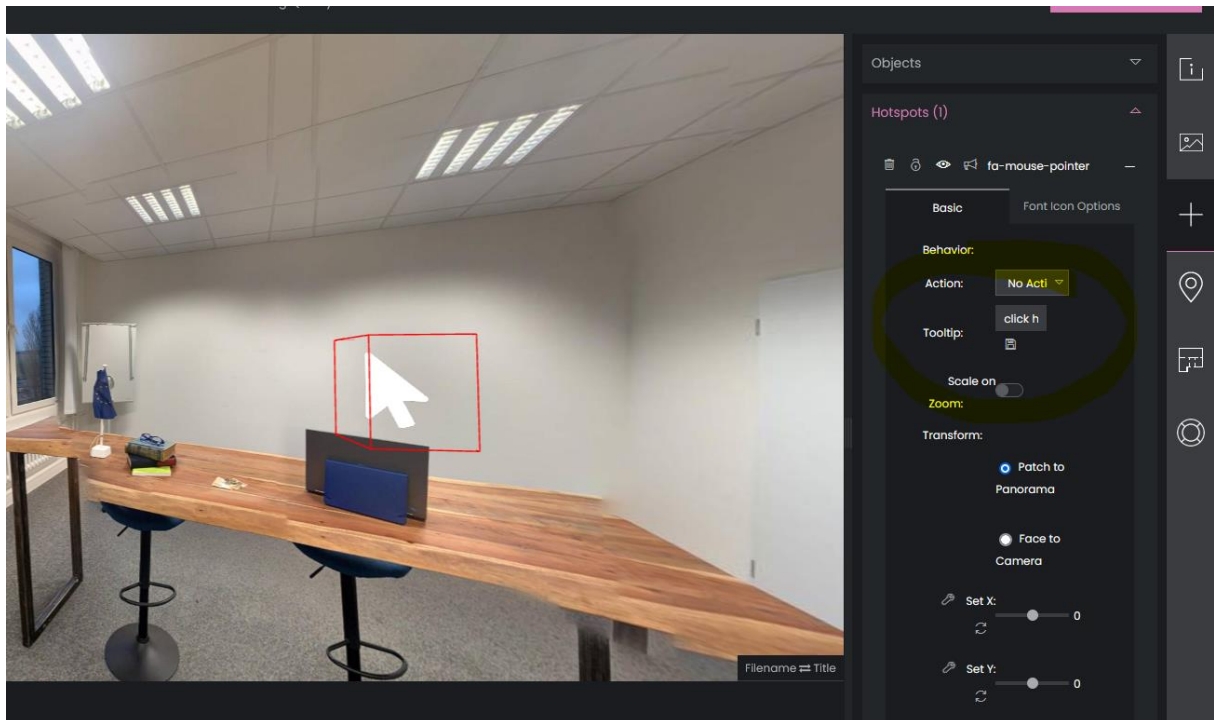 Objects
Hotspots (1)
fa-mouse-pointer
Basic
Font Icon Options
Behavior:
Action:
No Acti
Tooltip:
click h
Scale on
Zoom:
Transform:
Patch to
Panorama
Face to
Camera
Set X:
0
Set Y:
0
Filename ⇄ Title